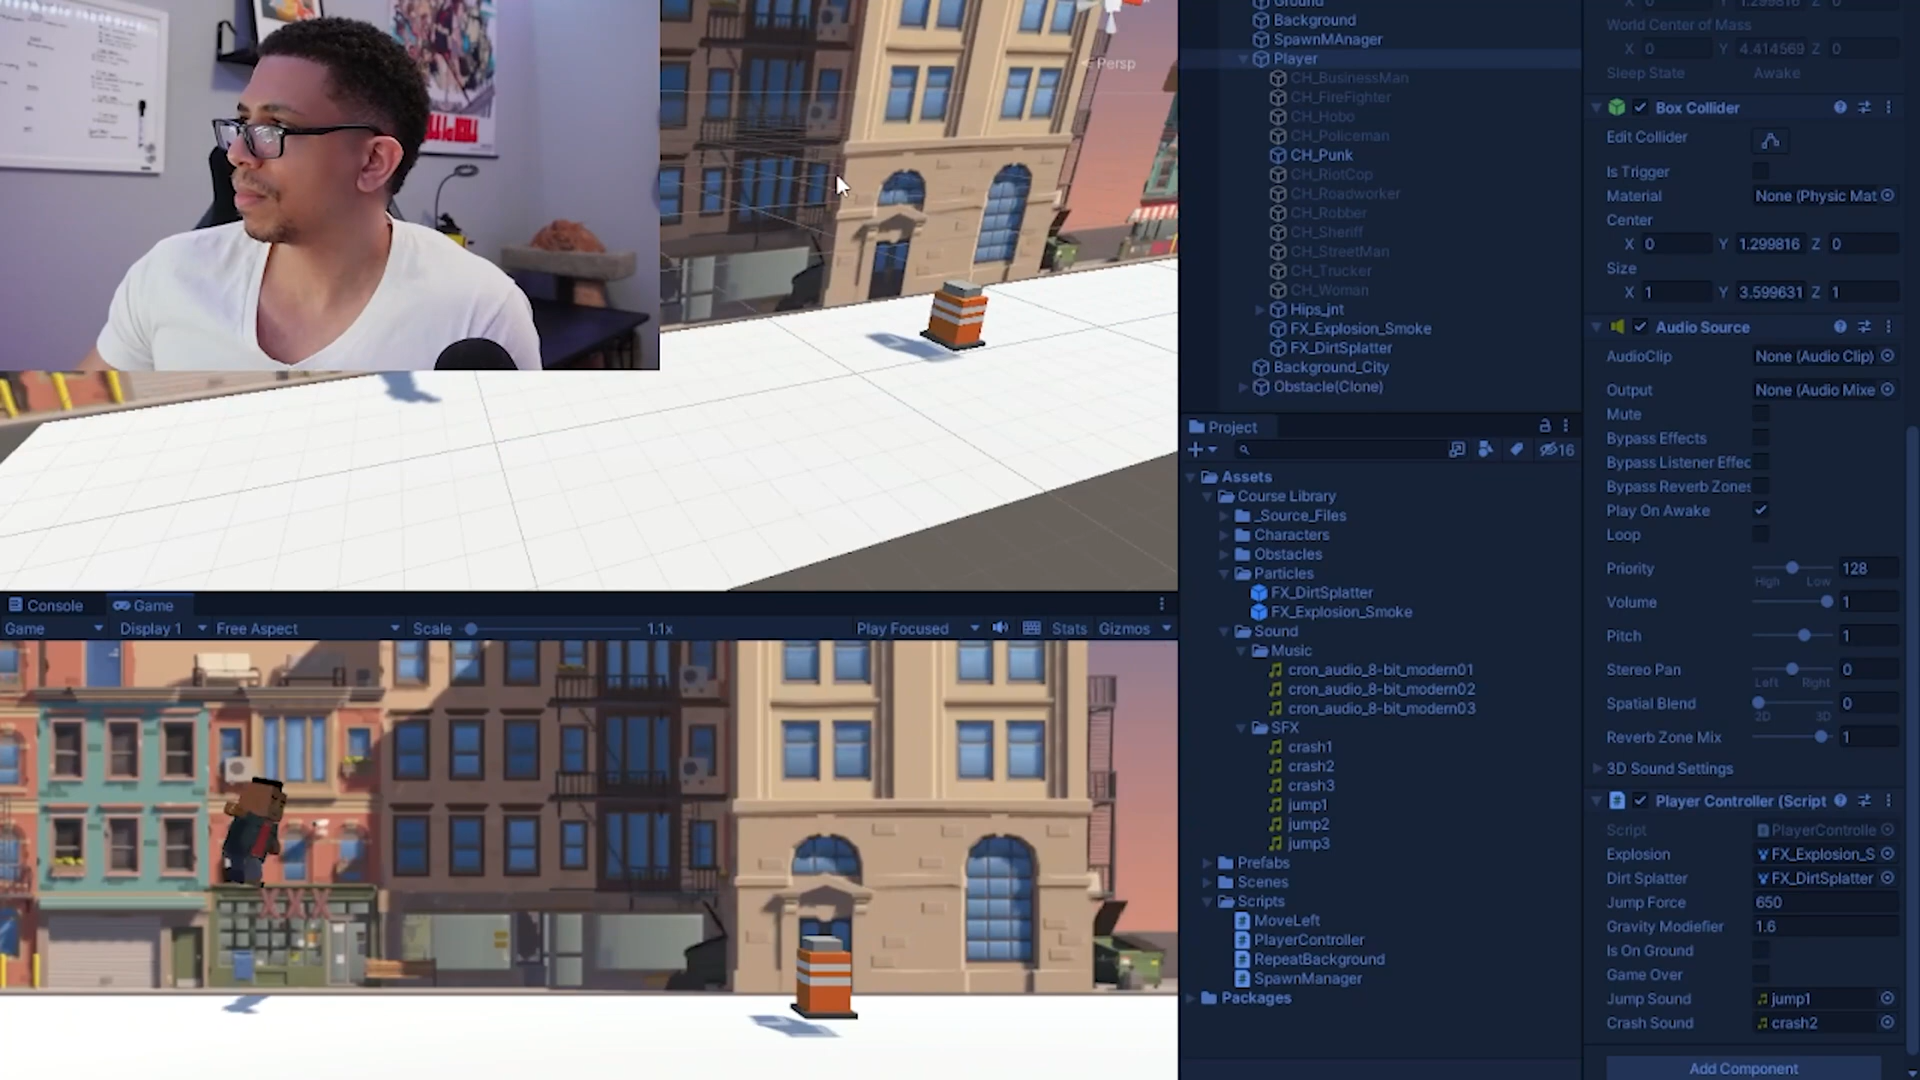 Persp
Console
Game
Game
Display 1
Free Aspect
Scale
1.1x
Play Focused
Stats
Gizmos
XXX
Ground
Background
SpawnMAnager
Player
CH_BusinessMan
CH_FireFighter
CH_Hobo
CH_Policeman
CH_Punk
CH_RiotCop
CH_Roadworker
CH_Robber
CH_Sheriff
CH_StreetMan
CH_Trucker
CH_Woman
Hips_jnt
FX_Explosion_Smoke
FX_DirtSplatter
Background_City
Obstacle(Clone)
Project
16
Assets
Course Library
_Source_Files
Characters
Obstacles
Particles
FX_DirtSplatter
FX_Explosion_Smoke
Sound
Music
cron_audio_8-bit_modern01
cron_audio_8-bit_modern02
cron_audio_8-bit_modern03
SFX
crash1
crash2
crash3
jump1
jump2
jump3
Prefabs
Scenes
Scripts
MoveLeft
PlayerController
RepeatBackground
SpawnManager
Packages
X 0 Y 1.299816 Z 0
World Center of Mass
X 0 Y 4.414569 Z 0
Sleep State Awake
Box Collider
Edit Collider
Is Trigger
Material None (Physic Mat
Center
X 0 Y 1.299816 Z 0
Size
X 1 Y 3.599631 Z 1
Audio Source
AudioClip None (Audio Clip)
Output None (Audio Mixe
Mute
Bypass Effects
Bypass Listener Effec
Bypass Reverb Zones
Play On Awake
Loop
Priority 128
High Low
Volume 1
Pitch 1
Stereo Pan 0
Left Right
Spatial Blend 0
2D 3D
Reverb Zone Mix 1
3D Sound Settings
Player Controller (Script
Script PlayerControlle
Explosion FX_Explosion_S
Dirt Splatter FX_DirtSplatter
Jump Force 650
Gravity Modiefier 1.6
Is On Ground
Game Over
Jump Sound jump1
Crash Sound crash2
Add Component